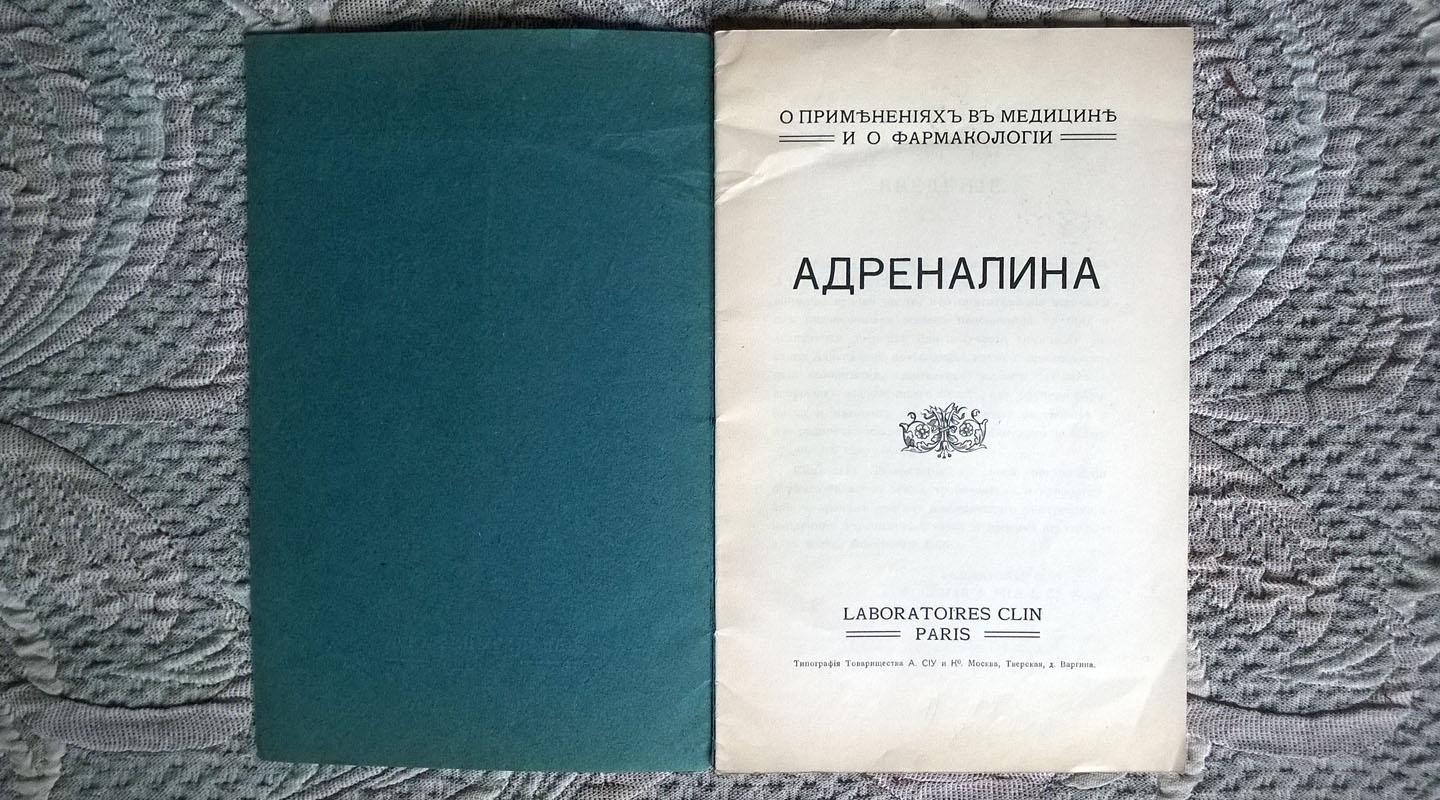 О ПРИМѢНЕНІЯХЪ ВЪ МЕДИЦИНѢ
И О ФАРМАКОЛОГІИ
АДРЕНАЛИНА
LABORATOIRES CLIN
PARIS
Типографія Товарищества А. СІУ и Кº. Москва, Тверская, д. Варгина.